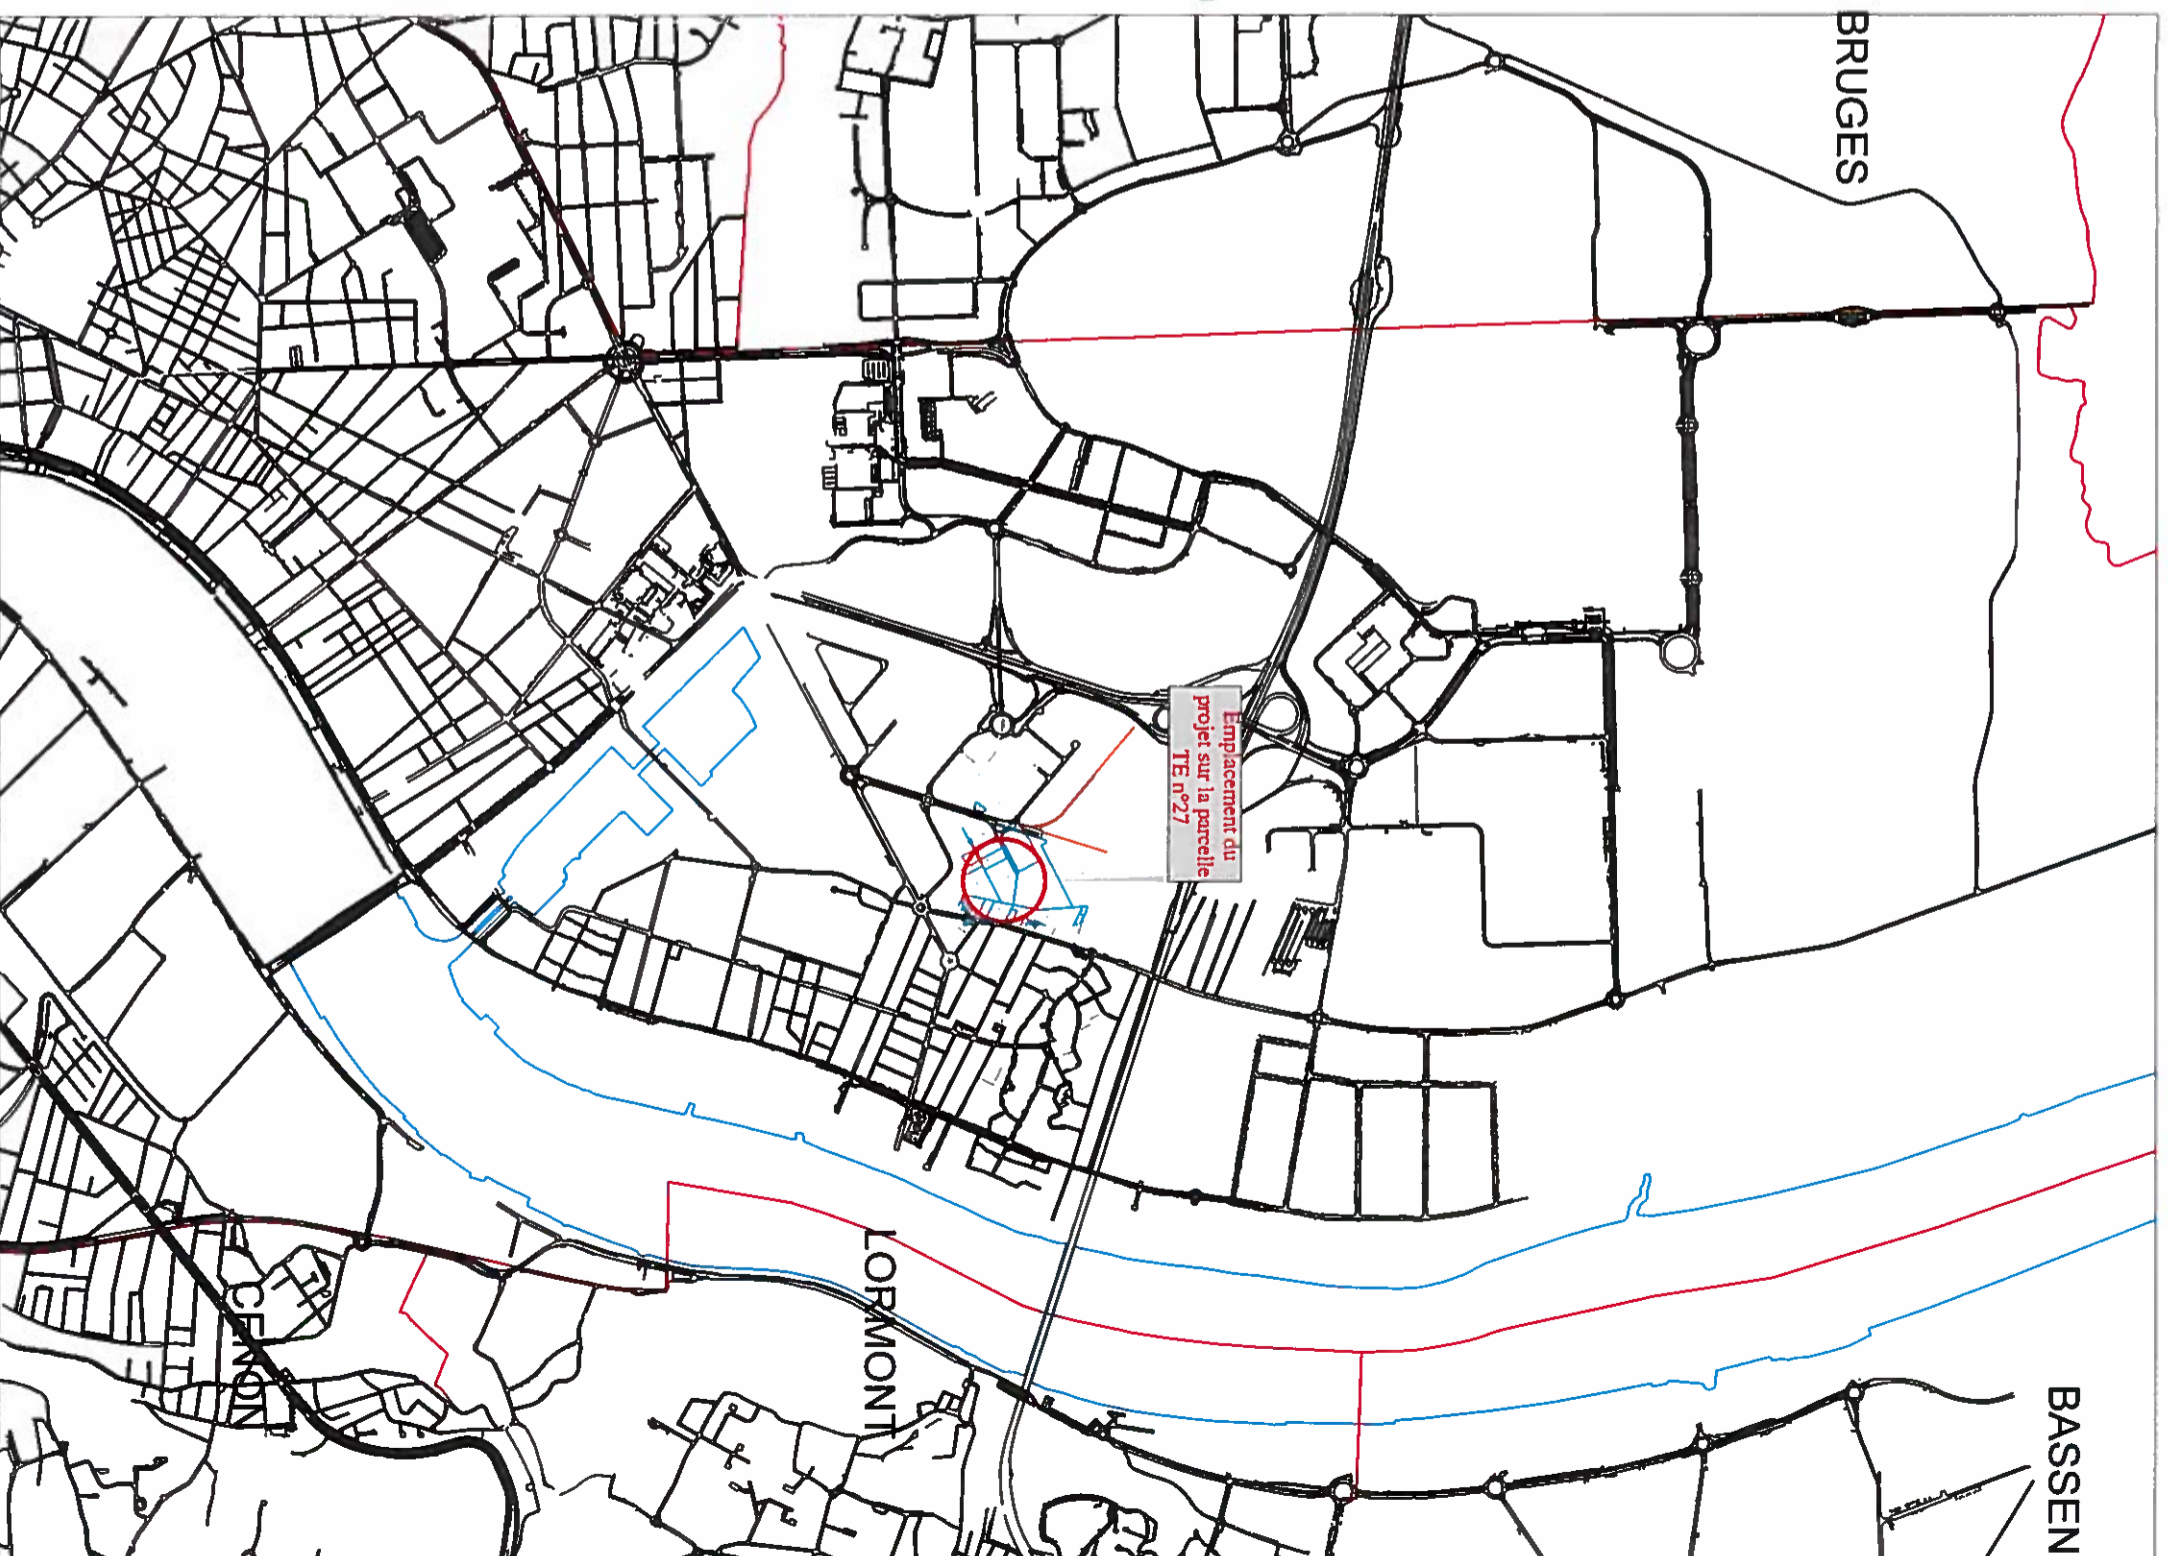 BRUGES
Emplacement du
projet sur la parcelle
TE n°27
LORMONT
CENON
BASSEN